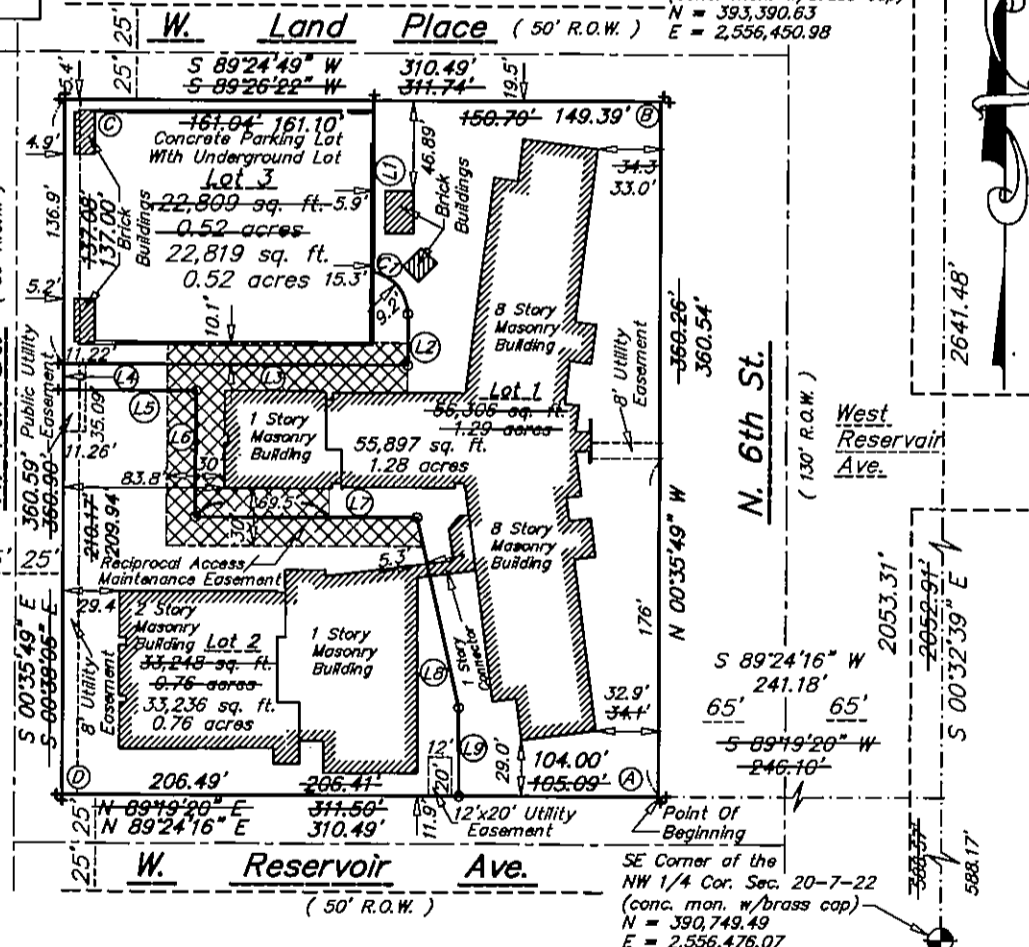 N = 393,390.63
E = 2,556,450.98
W. Land Place ( 50' R.O.W. )
25'
25'
5.4'
S 89°24'49" W 310.49'
S 89°26'22" W 311.74'
19.5'
C
161.04' 161.10'
150.70' 149.39'
B
Concrete Parking Lot
With Underground Lot
Lot 3
22,809 sq. ft.
0.52 acres
22,819 sq. ft.
0.52 acres
4.9'
136.9'
137.08'
137.00'
Brick
Buildings
5.2'
46.89'
L1
5.9'
Brick
Buildings
15.3'
C1
9.2'
10.1'
34.3
33.0'
8 Story
Masonry
Building
360.26'
360.54'
8' Utility
Easement
N. 6th St.
( 130' R.O.W. )
2641.48'
West
Reservoir
Ave.
11.22'
L2
L3
L4
L5
L6
35.09'
11.26'
360.59' Public Utility
360.90' Easement
Lot 1
56,306 sq. ft.
1.29 acres
55,897 sq. ft.
1.28 acres
1 Story
Masonry
Building
83.8'
30'
69.5'
L7
30'
210.17'
209.94'
25'
Reciprocal Access
Maintenance Easement
5.3'
8 Story
Masonry
Building
N 00°35'49" W
176'
29.4
2 Story
Masonry
Building
Lot 2
33,248 sq. ft.
0.76 acres
33,236 sq. ft.
0.76 acres
1 Story
Masonry
Building
1 Story
Connector
L8
L9
8' Utility
Easement
S 00°35'49" E
S 00°38'05" E
32.9'
34.1'
S 89°24'16" W
241.18'
65' 65'
S 89°19'20" W
246.10'
2053.31'
2052.91'
S 00°32'39" E
D
206.49' 206.41'
12'
20'
29.0'
104.00'
105.09'
A
N 89°19'20" E 311.50'
N 89°24'16" E 310.49'
11.9'
12'x20' Utility
Easement
Point Of
Beginning
25'
25'
W. Reservoir Ave.
( 50' R.O.W. )
SE Corner of the
NW 1/4 Cor. Sec. 20-7-22
(conc. mon. w/brass cap)
N = 390,749.49
E = 2,556,476.07
588.17'